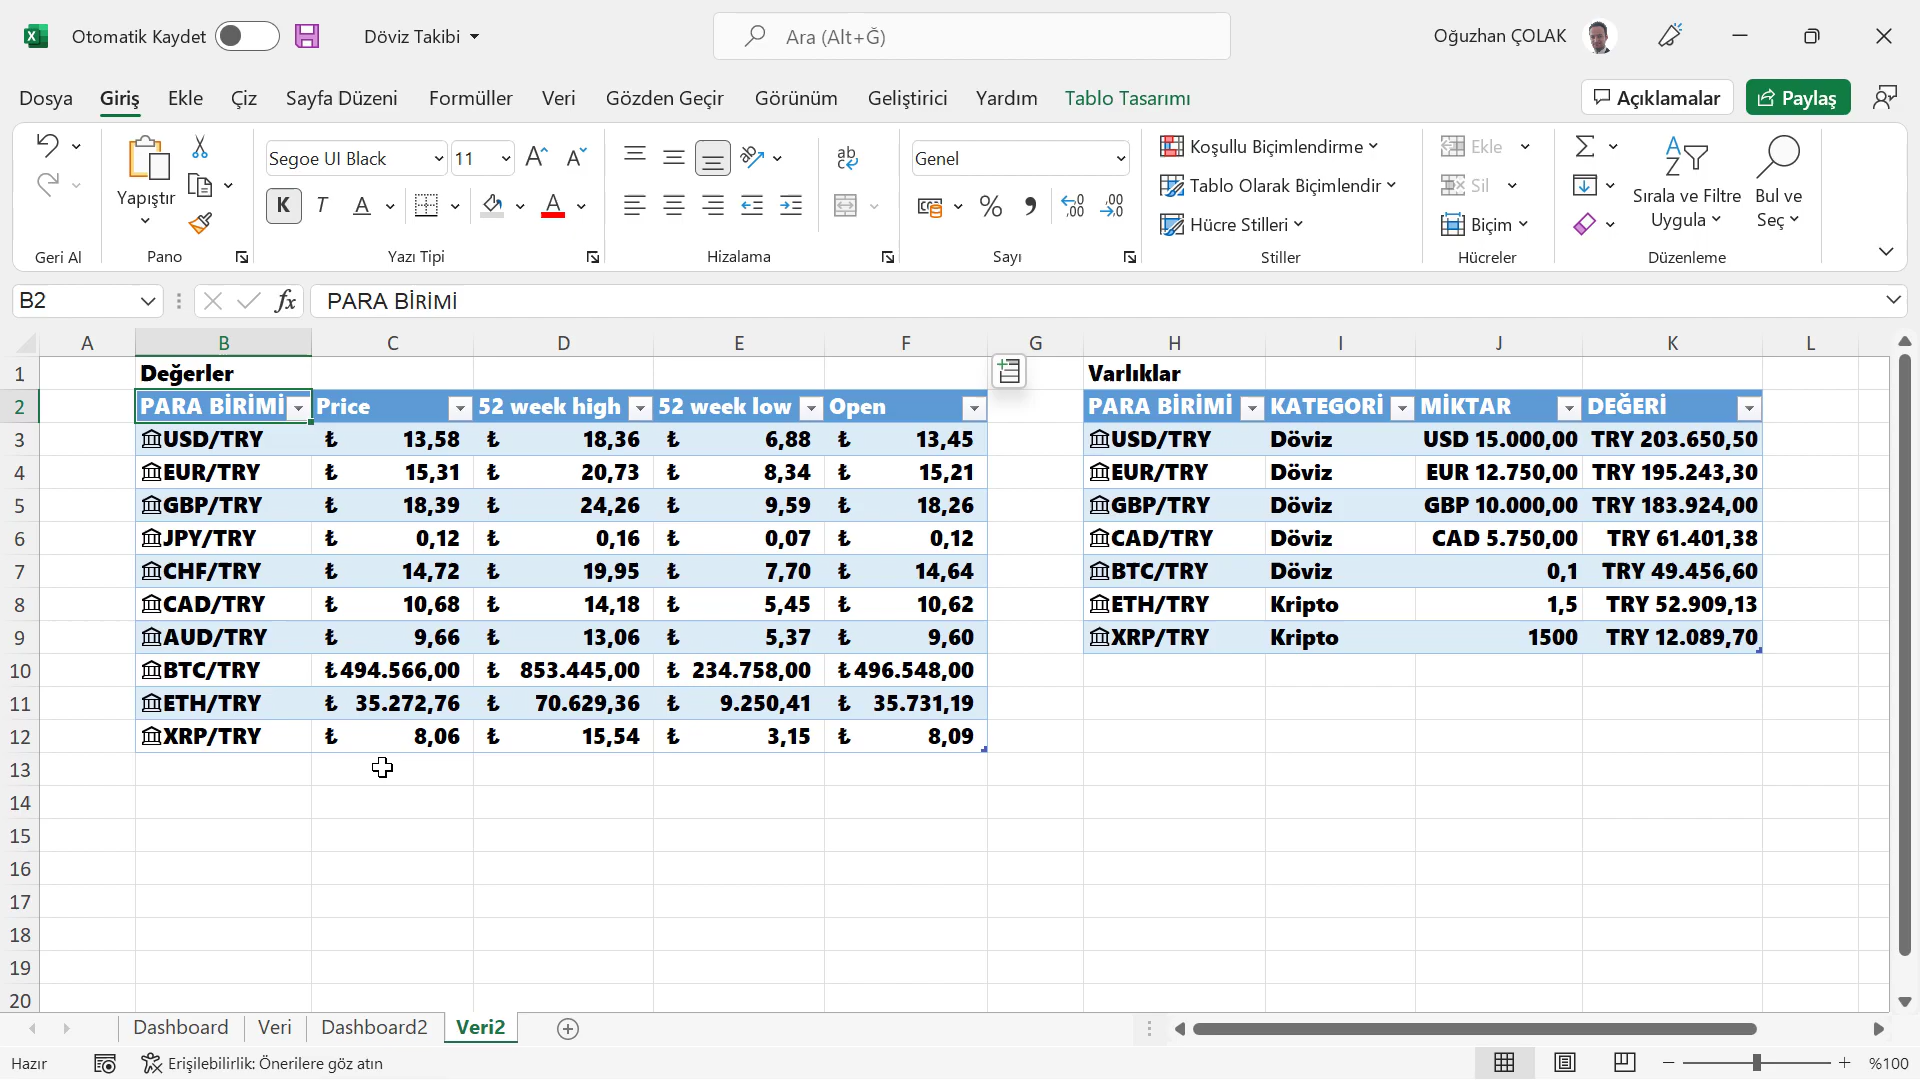 Otomatik Kaydet
Döviz Takibi
Ara (Alt+Ğ)
Oğuzhan ÇOLAK
Dosya Giriş Ekle Çiz Sayfa Düzeni Formüller Veri Gözden Geçir Görünüm Geliştirici Yardım Tablo Tasarımı
Açıklamalar
Paylaş
Yapıştır
Segoe UI Black 11
K T A
ab
Genel
Koşullu Biçimlendirme
Tablo Olarak Biçimlendir
Hücre Stilleri
Ekle
Sil
Biçim
Sırala ve Filtre
Uygula
Bul ve
Seç
Geri Al Pano Yazı Tipi Hizalama Sayı Stiller Hücreler Düzenleme
B2 fx PARA BİRİMİ
A B C D E F G H I J K L
1 Değerler Varlıklar
2 PARA BİRİMİ Price 52 week high 52 week low Open PARA BİRİMİ KATEGORİ MİKTAR DEĞERİ
3 USD/TRY ₺ 13,58 ₺ 18,36 ₺ 6,88 ₺ 13,45 USD/TRY Döviz USD 15.000,00 TRY 203.650,50
4 EUR/TRY ₺ 15,31 ₺ 20,73 ₺ 8,34 ₺ 15,21 EUR/TRY Döviz EUR 12.750,00 TRY 195.243,30
5 GBP/TRY ₺ 18,39 ₺ 24,26 ₺ 9,59 ₺ 18,26 GBP/TRY Döviz GBP 10.000,00 TRY 183.924,00
6 JPY/TRY ₺ 0,12 ₺ 0,16 ₺ 0,07 ₺ 0,12 CAD/TRY Döviz CAD 5.750,00 TRY 61.401,38
7 CHF/TRY ₺ 14,72 ₺ 19,95 ₺ 7,70 ₺ 14,64 BTC/TRY Döviz 0,1 TRY 49.456,60
8 CAD/TRY ₺ 10,68 ₺ 14,18 ₺ 5,45 ₺ 10,62 ETH/TRY Kripto 1,5 TRY 52.909,13
9 AUD/TRY ₺ 9,66 ₺ 13,06 ₺ 5,37 ₺ 9,60 XRP/TRY Kripto 1500 TRY 12.089,70
10 BTC/TRY ₺494.566,00 ₺ 853.445,00 ₺ 234.758,00 ₺496.548,00
11 ETH/TRY ₺ 35.272,76 ₺ 70.629,36 ₺ 9.250,41 ₺ 35.731,19
12 XRP/TRY ₺ 8,06 ₺ 15,54 ₺ 3,15 ₺ 8,09
13
14
15
16
17
18
19
20
Dashboard Veri Dashboard2 Veri2
Hazır Erişilebilirlik: Önerilere göz atın %100